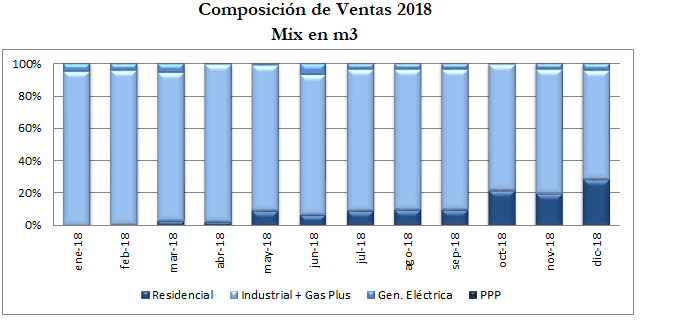 Composición de Ventas 2018
Mix en m3
100%
80%
60%
40%
20%
0%
ene-18 feb-18 mar-18 abr-18 may-18 jun-18 jul-18 ago-18 sep-18 oct-18 nov-18 dic-18
Residencial Industrial + Gas Plus Gen. Eléctrica PPP